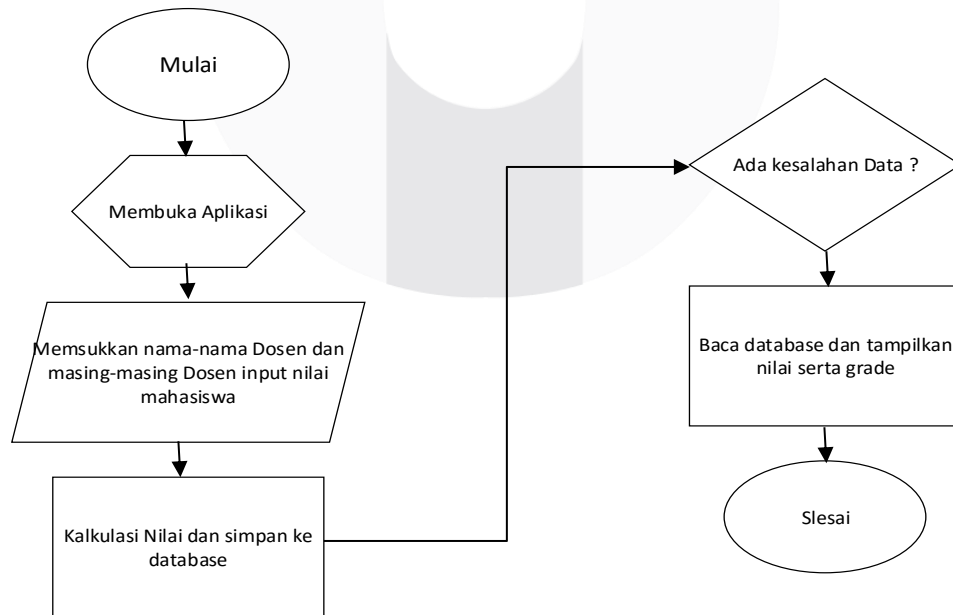 Mulai
Membuka Aplikasi
Memsukkan nama-nama Dosen dan
masing-masing Dosen input nilai
mahasiswa
Kalkulasi Nilai dan simpan ke
database
Ada kesalahan Data ?
Baca database dan tampilkan
nilai serta grade
Slesai